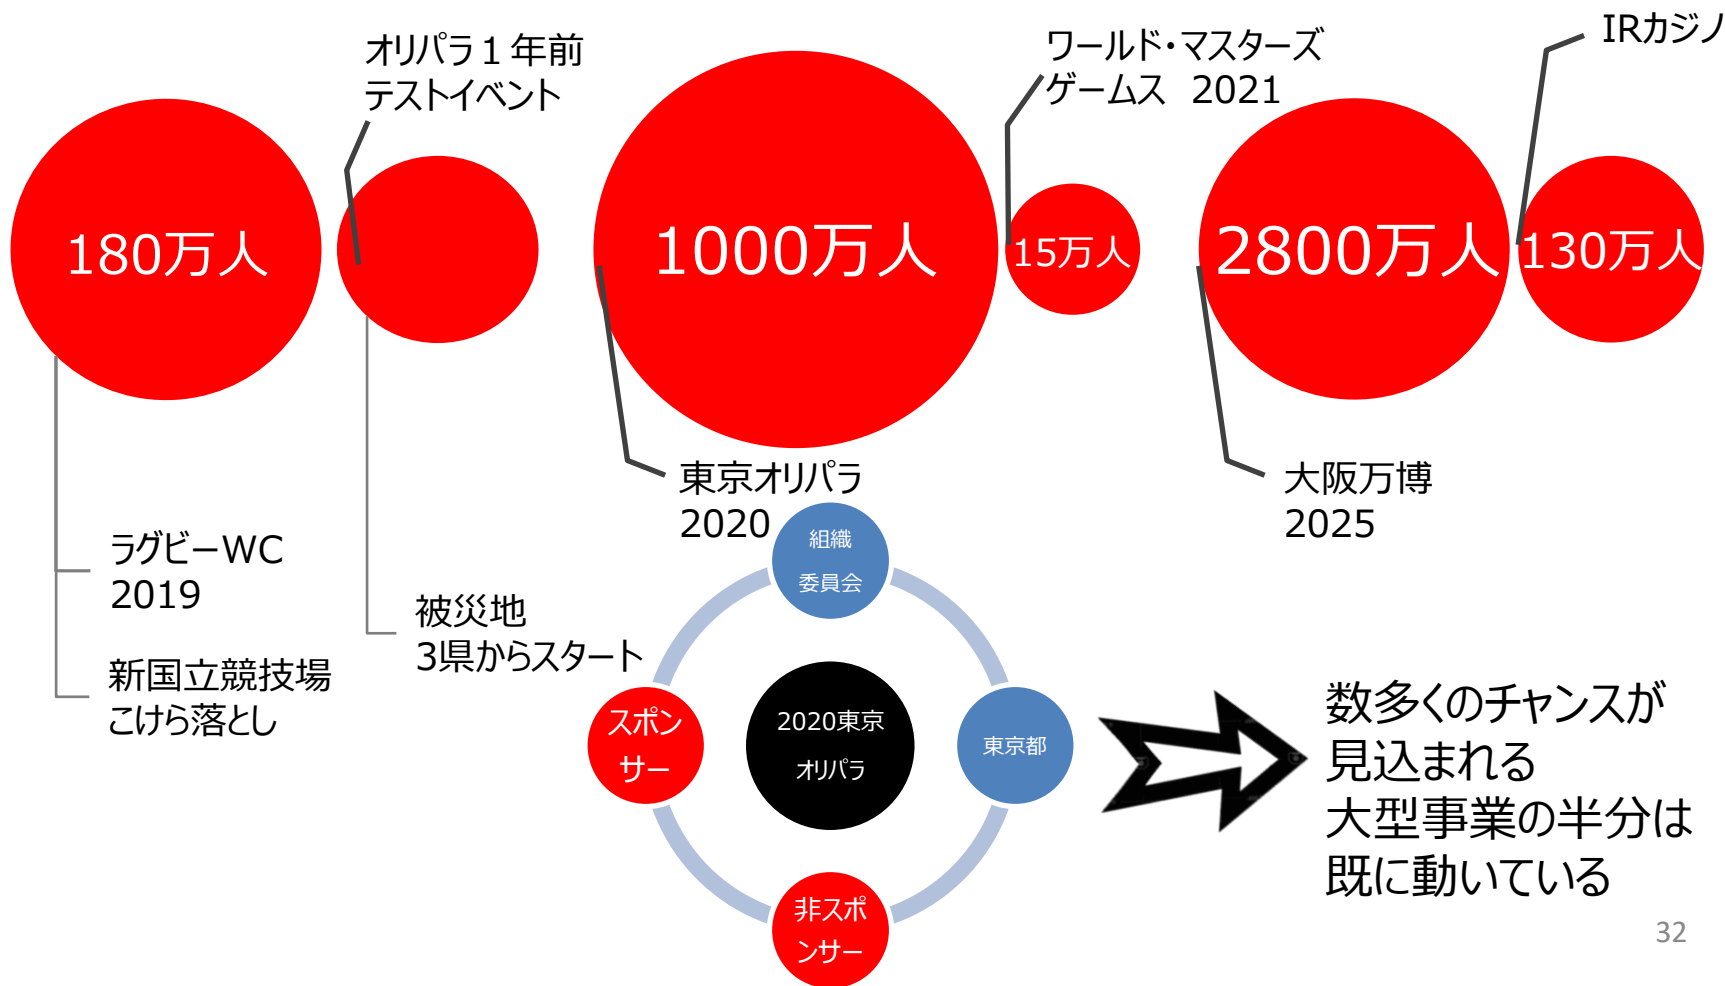 オリパラ１年前
テストイベント
ワールド・マスターズ
ゲームス　2021
IRカジノ
180万人
1000万人
15万人
2800万人
130万人
東京オリパラ
2020
大阪万博
2025
ラグビーWC
2019
新国立競技場
こけら落とし
被災地
3県からスタート
組織
委員会
スポン
サー
2020東京
オリパラ
東京都
非スポ
ンサー
数多くのチャンスが
見込まれる
大型事業の半分は
既に動いている
32